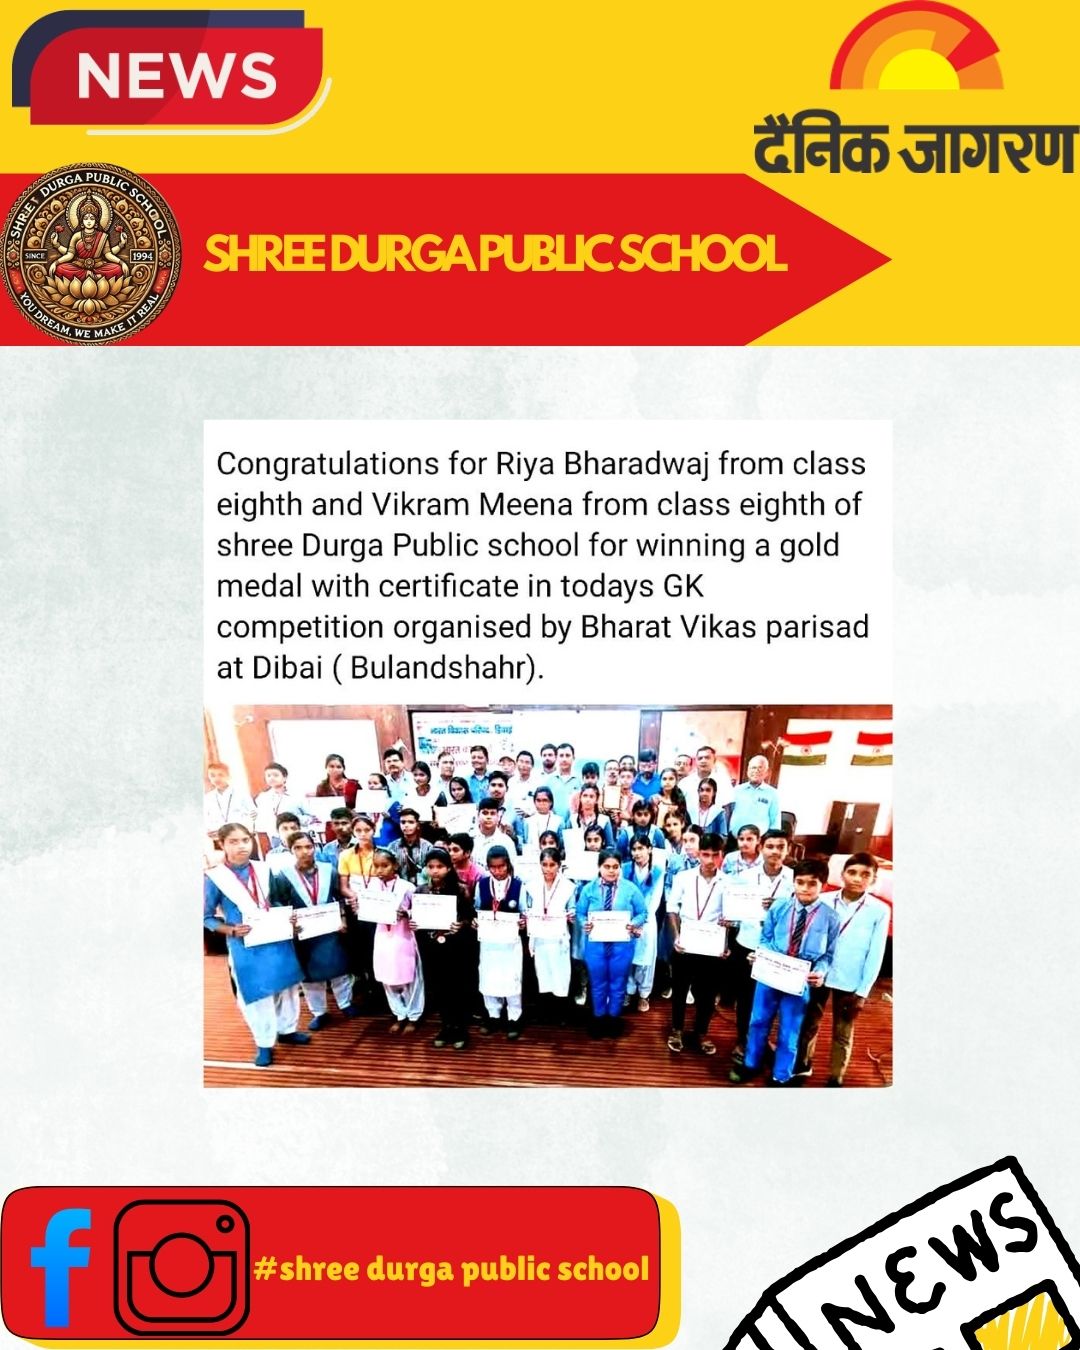 NEWS
दैनिक जागरण
SHREE DURGA PUBLIC SCHOOL
SINCE 1994
YOU DREAM, WE MAKE IT REAL
SHREE DURGA PUBLIC SCHOOL
Congratulations for Riya Bharadwaj from class
eighth and Vikram Meena from class eighth of
shree Durga Public school for winning a gold
medal with certificate in todays GK
competition organised by Bharat Vikas parisad
at Dibai ( Bulandshahr).
भारत विकास परिषद, डिबाई
#shree durga public school
NEWS